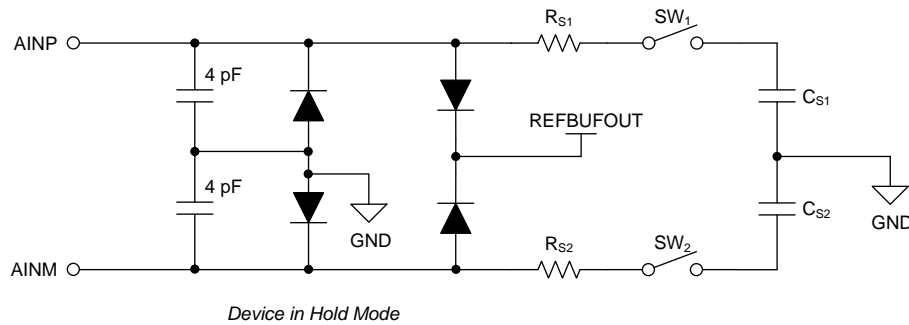 R_S1 SW_1
AINP
4 pF
C_S1
REFBUFOUT
4 pF
C_S2
GND
GND
R_S2 SW_2
AINM
Device in Hold Mode